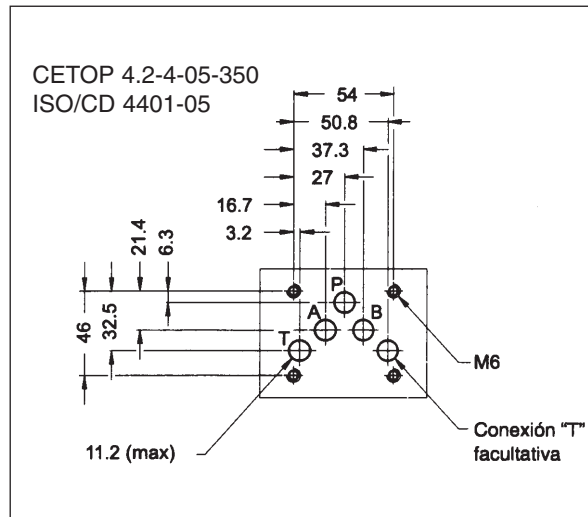 CETOP 4.2-4-05-350
ISO/CD 4401-05
54
50.8
37.3
27
16.7
3.2
21.4
6.3
46
32.5
P
A
B
T
M6
11.2 (max)
Conexión “T”
facultativa